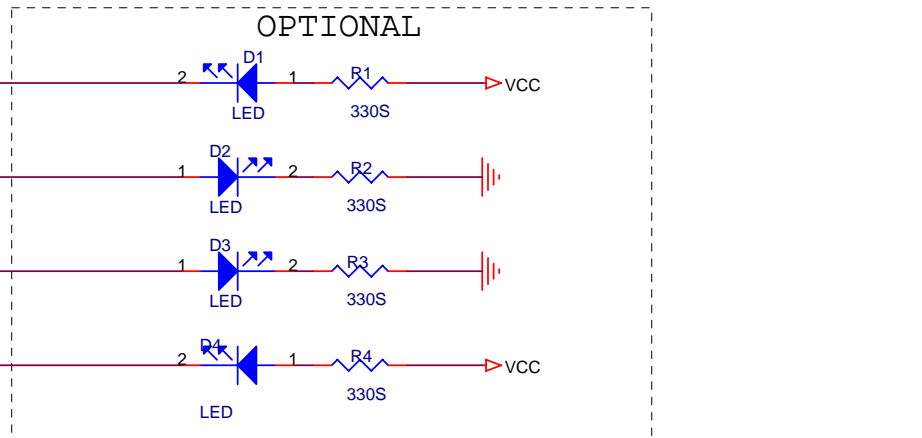 OPTIONAL
D1
2 1 R1
VCC
LED 330S
D2
1 2 R2
LED 330S
D3
1 2 R3
LED 330S
D4
2 1 R4
VCC
LED 330S